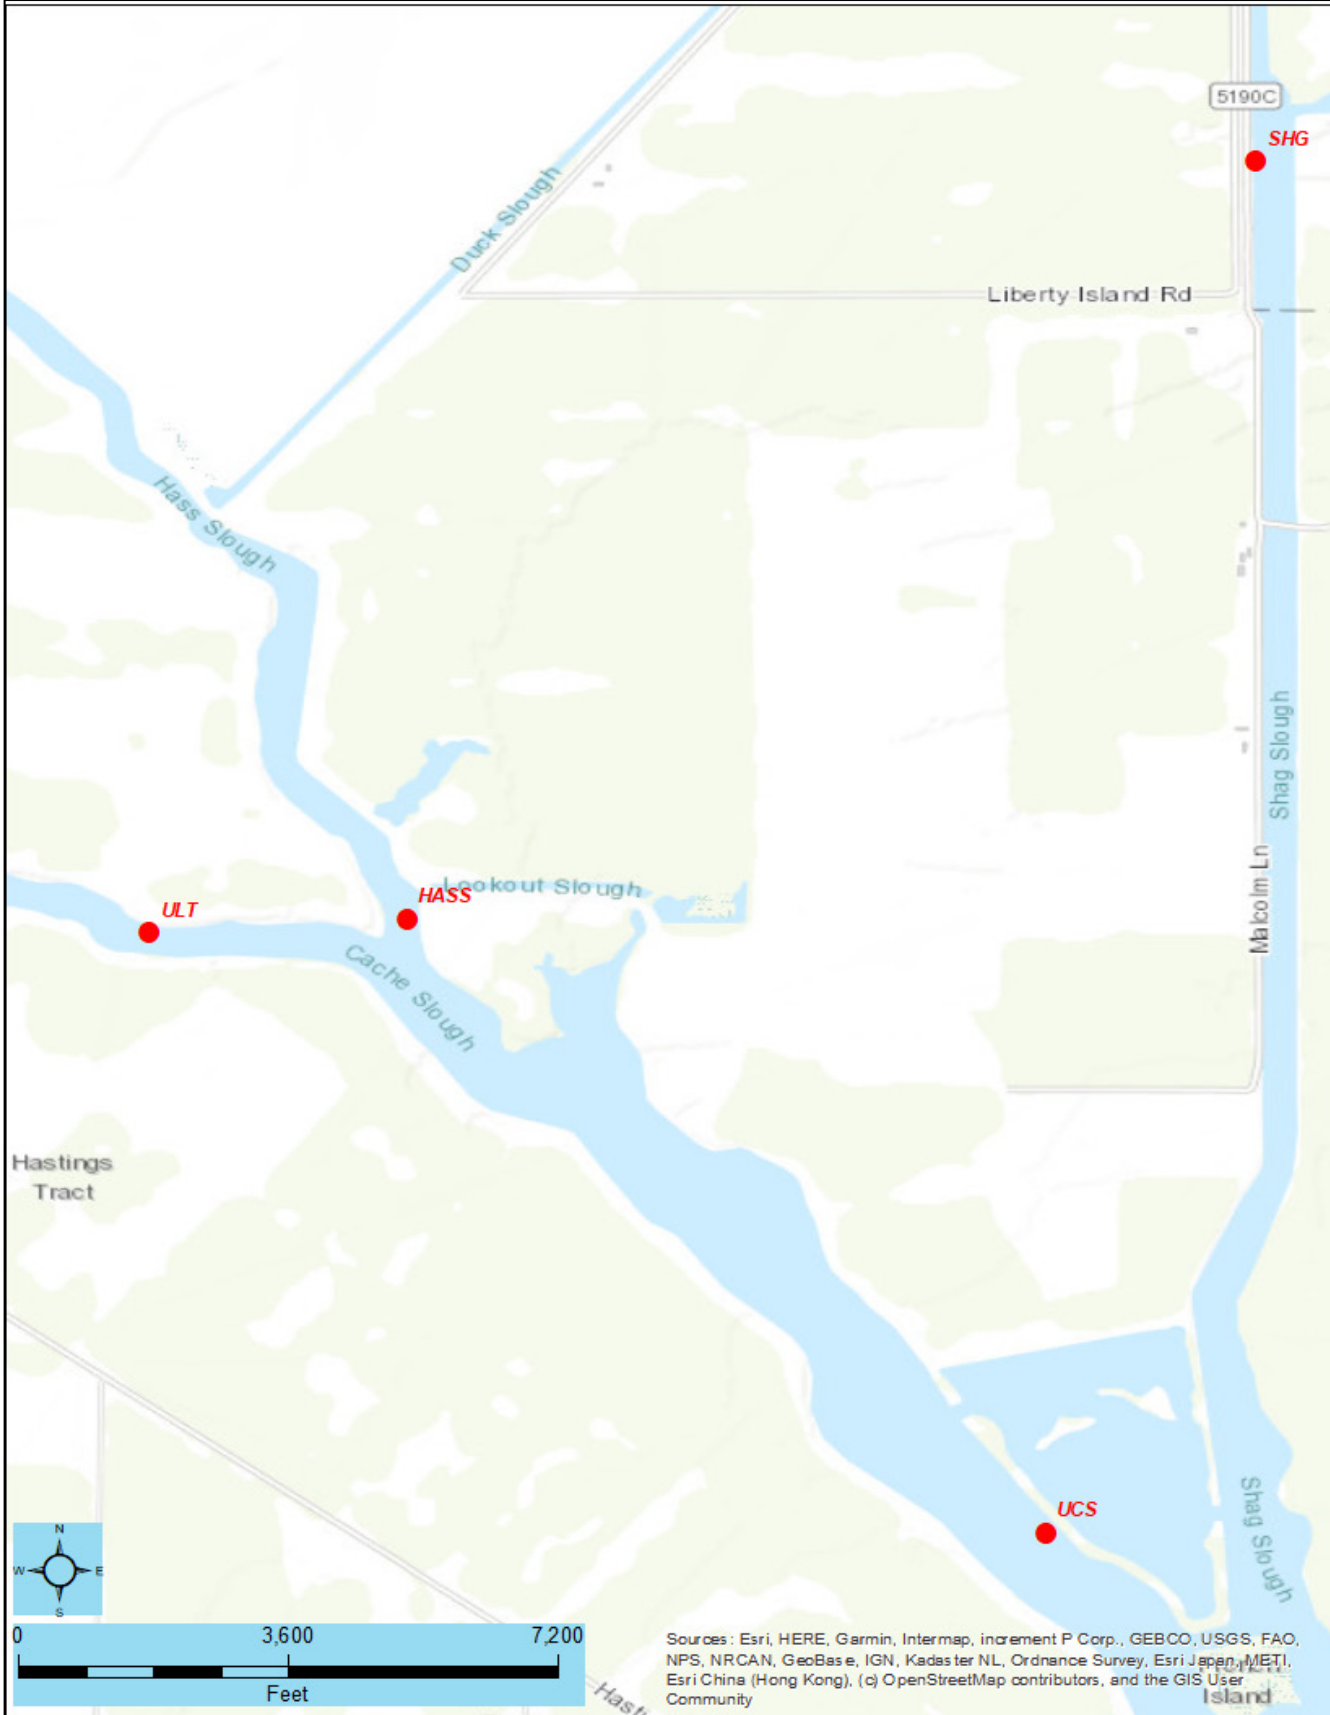 5190C
SHG
Duck Slough
Liberty Island Rd
Hass Slough
Shag Slough
Malcolm Ln
HASS
Lookout Slough
ULT
Cache Slough
Hastings
Tract
UCS
Shag Slough
N
W E
S
0 3,600 7,200
Feet
Sources: Esri, HERE, Garmin, Intermap, increment P Corp., GEBCO, USGS, FAO,
NPS, NRCAN, GeoBase, IGN, Kadaster NL, Ordnance Survey, Esri Japan, METI,
Esri China (Hong Kong), (c) OpenStreetMap contributors, and the GIS User
Community
Island